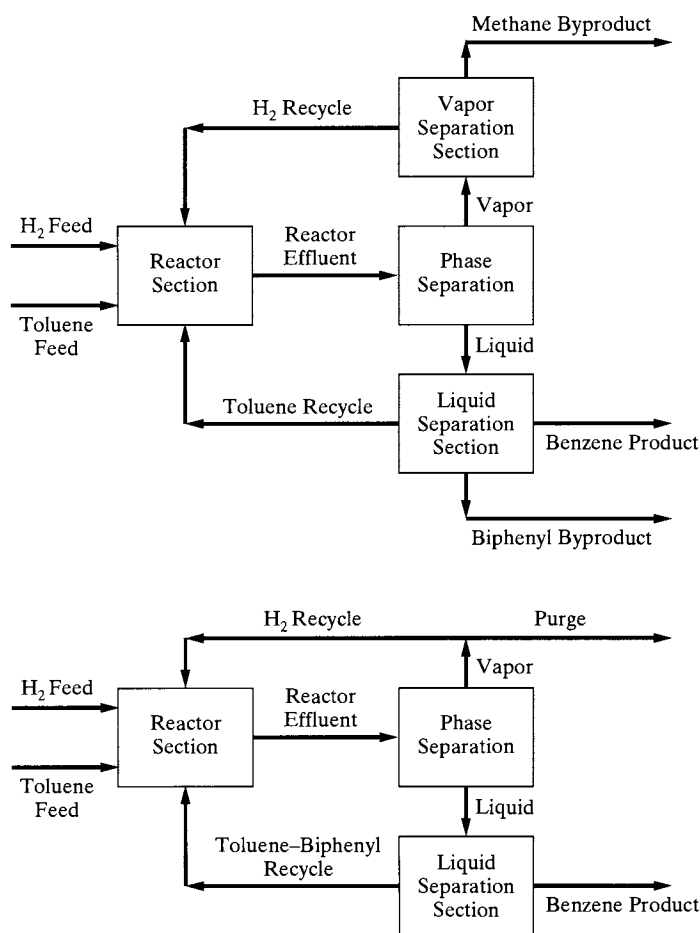 Methane Byproduct
H₂ Recycle
Vapor
Separation
Section
Vapor
H₂ Feed
Reactor
Section
Reactor
Effluent
Phase
Separation
Toluene
Feed
Liquid
Toluene Recycle
Liquid
Separation
Section
Benzene Product
Biphenyl Byproduct
H₂ Recycle
Purge
Vapor
H₂ Feed
Reactor
Section
Reactor
Effluent
Phase
Separation
Toluene
Feed
Liquid
Toluene–Biphenyl
Recycle
Liquid
Separation
Section
Benzene Product